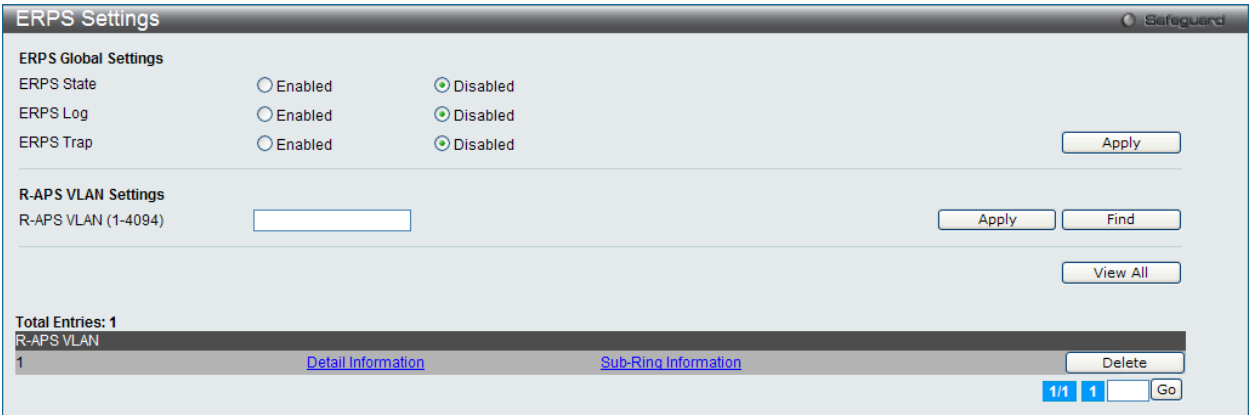 ERPS Settings
Safeguard
ERPS Global Settings
ERPS State Enabled Disabled
ERPS Log Enabled Disabled
ERPS Trap Enabled Disabled Apply
R-APS VLAN Settings
R-APS VLAN (1-4094) Apply Find
View All
Total Entries: 1
R-APS VLAN
1 Detail Information Sub-Ring Information Delete
1/1 1 Go